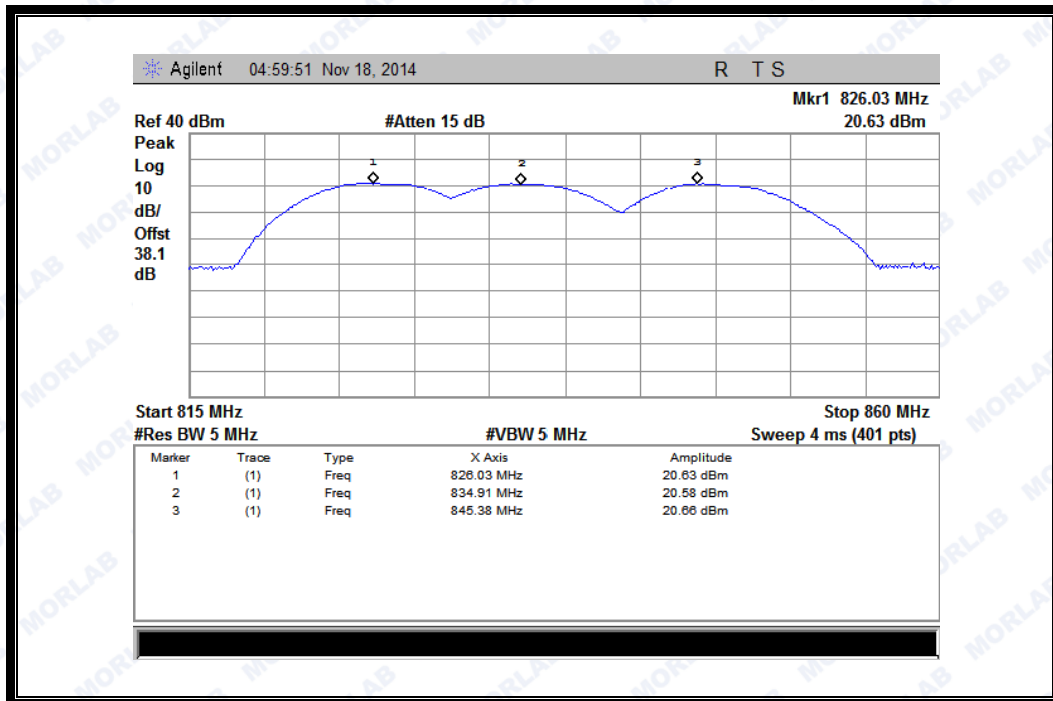 Agilent 04:59:51 Nov 18, 2014 R T S
Mkr1 826.03 MHz
Ref 40 dBm #Atten 15 dB 20.63 dBm
Peak
Log
10
dB/
Offst
38.1
dB
1 2 3
Start 815 MHz Stop 860 MHz
#Res BW 5 MHz #VBW 5 MHz Sweep 4 ms (401 pts)
Marker Trace Type X Axis Amplitude
1 (1) Freq 826.03 MHz 20.63 dBm
2 (1) Freq 834.91 MHz 20.58 dBm
3 (1) Freq 845.38 MHz 20.66 dBm
MORLAB